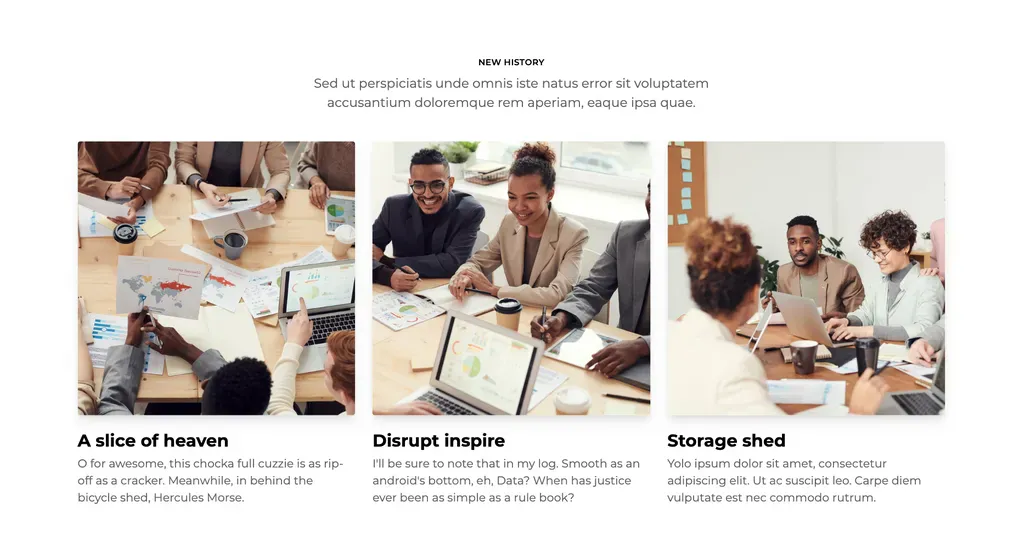 NEW HISTORY
Sed ut perspiciatis unde omnis iste natus error sit voluptatem
accusantium doloremque rem aperiam, eaque ipsa quae.
A slice of heaven
O for awesome, this chocka full cuzzie is as rip-
off as a cracker. Meanwhile, in behind the
bicycle shed, Hercules Morse.
Disrupt inspire
I'll be sure to note that in my log. Smooth as an
android's bottom, eh, Data? When has justice
ever been as simple as a rule book?
Storage shed
Yolo ipsum dolor sit amet, consectetur
adipiscing elit. Ut ac suscipit leo. Carpe diem
vulputate est nec commodo rutrum.